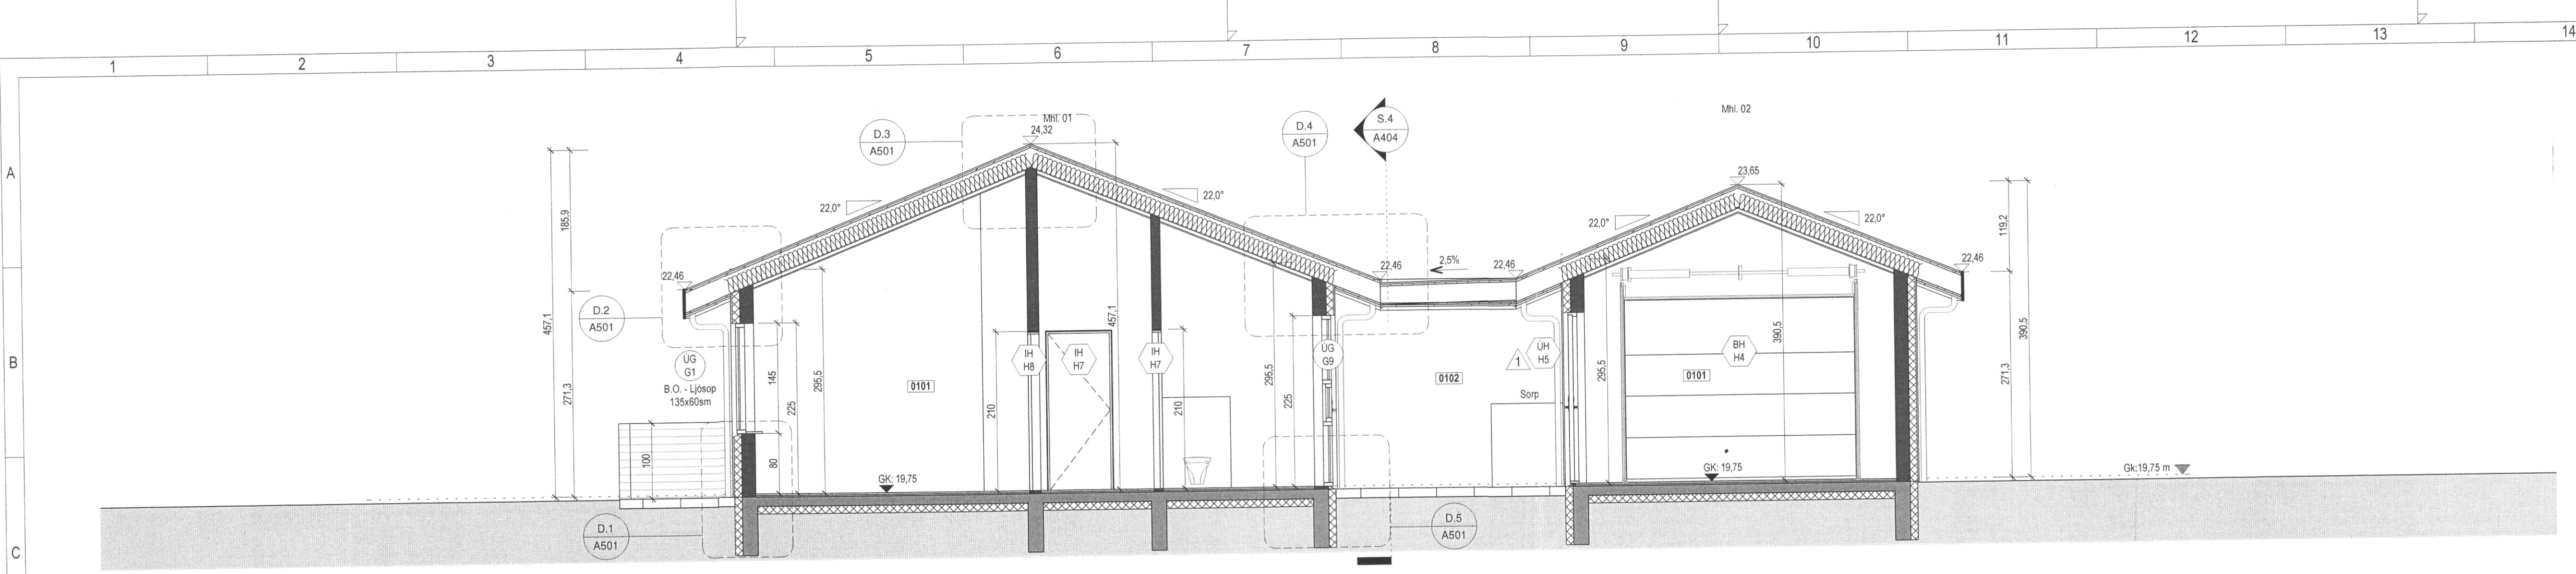 1 2 3 4 5 6 7 8 9 10 11 12 13 14
A
B
C
Mhl. 01
24,32
D.3
A501
D.4
A501
S.4
A404
Mhl. 02
23,65
22,0°
22,0°
22,0°
22,0°
185,9
457,1
271,3
22,46
22,46
2,5%
22,46
22,46
119,2
390,5
271,3
D.2
A501
ÚG
G1
B.O. - Ljósop
135x60sm
145
225
295,5
80
100
0101
210
IH
H8
IH
H7
457,1
IH
H7
210
295,5
225
ÚG
G9
0102
1
ÚH
H5
Sorp
295,5
BH
H4
0101
390,5
GK: 19,75
GK: 19,75
Gk:19,75 m
D.1
A501
D.5
A501